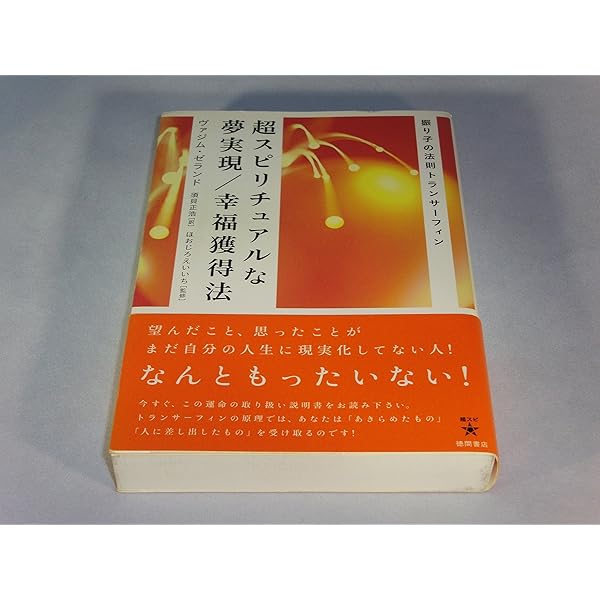 振り子の法則トランサーフィン
超スピリチュアルな
夢実現/幸福獲得法
ヴァジム・ゼランド 須貝正浩[訳] ほおじろえいいち[監修]
望んだこと、思ったことが
まだ自分の人生に現実化してない人!
なんともったいない!
今すぐ、この運命の取り扱い説明書をお読み下さい。
トランサーフィンの原理では、あなたは「あきらめたもの」
「人に差し出したもの」を受け取るのです!
超スピ
徳間書店